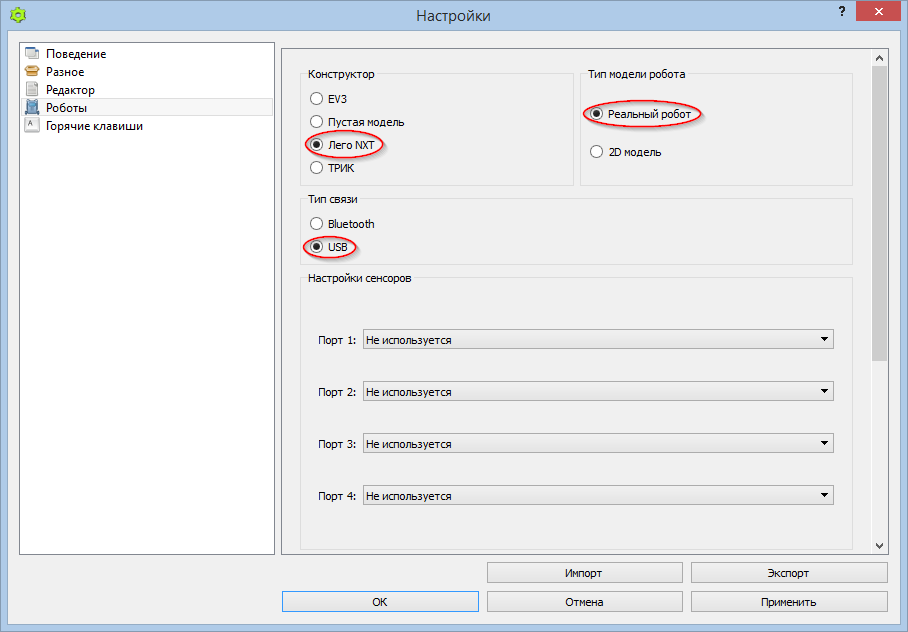 Настройки
?
Поведение
Разное
Редактор
Роботы
Горячие клавиши
Конструктор
EV3
Пустая модель
Лего NXT
ТРИК
Тип модели робота
Реальный робот
2D модель
Тип связи
Bluetooth
USB
Настройки сенсоров
Порт 1: Не используется
Порт 2: Не используется
Порт 3: Не используется
Порт 4: Не используется
Импорт
Экспорт
ОК
Отмена
Применить